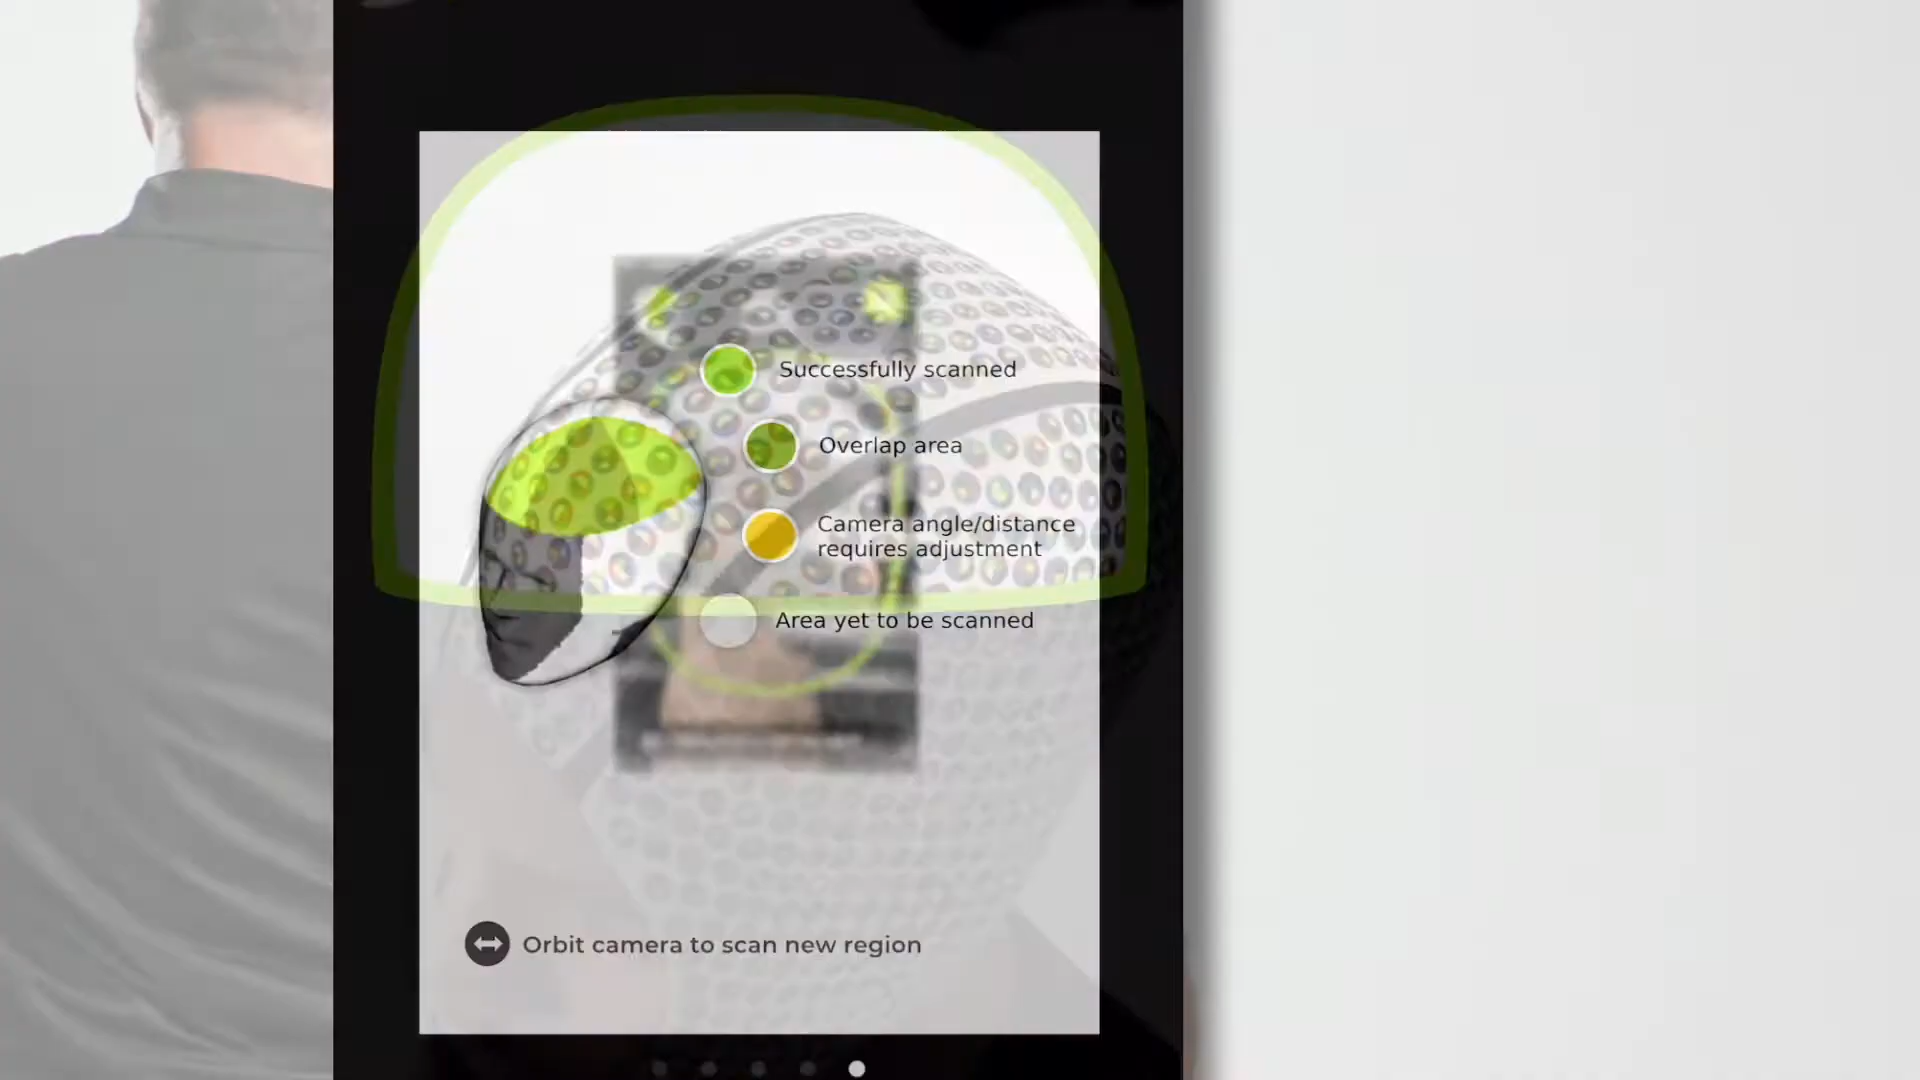 Successfully scanned
Overlap area
Camera angle/distance
requires adjustment
Area yet to be scanned
Orbit camera to scan new region